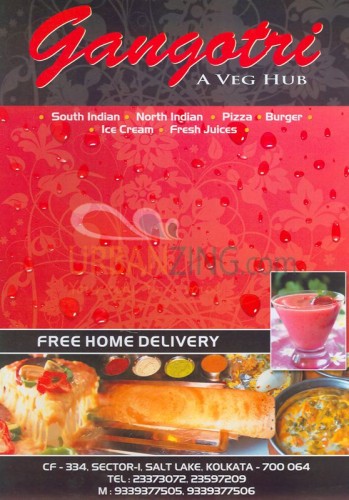 Gangotri
A VEG HUB
• South Indian • North Indian • Pizza • Burger •
• Ice Cream • Fresh Juices •
URBANZING.com
FREE HOME DELIVERY
CF - 334, SECTOR-I, SALT LAKE, KOLKATA - 700 064
TEL : 23373072, 23597209
M : 9339377505, 9339377506